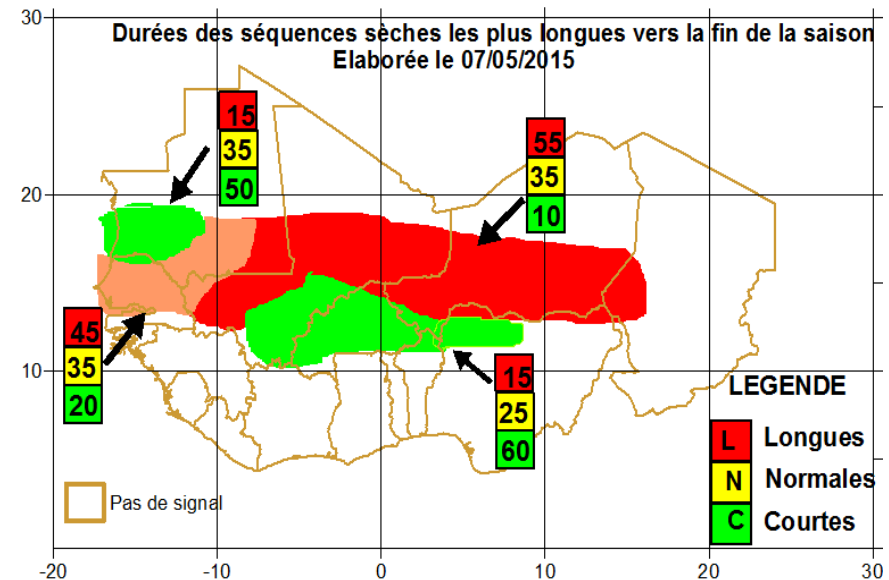 Durées des séquences sèches les plus longues vers la fin de la saison
Elaborée le 07/05/2015
30
20
10
15
35
50
55
35
10
45
35
20
15
25
60
LEGENDE
L Longues
N Normales
C Courtes
Pas de signal
-20 -10 0 10 20 30